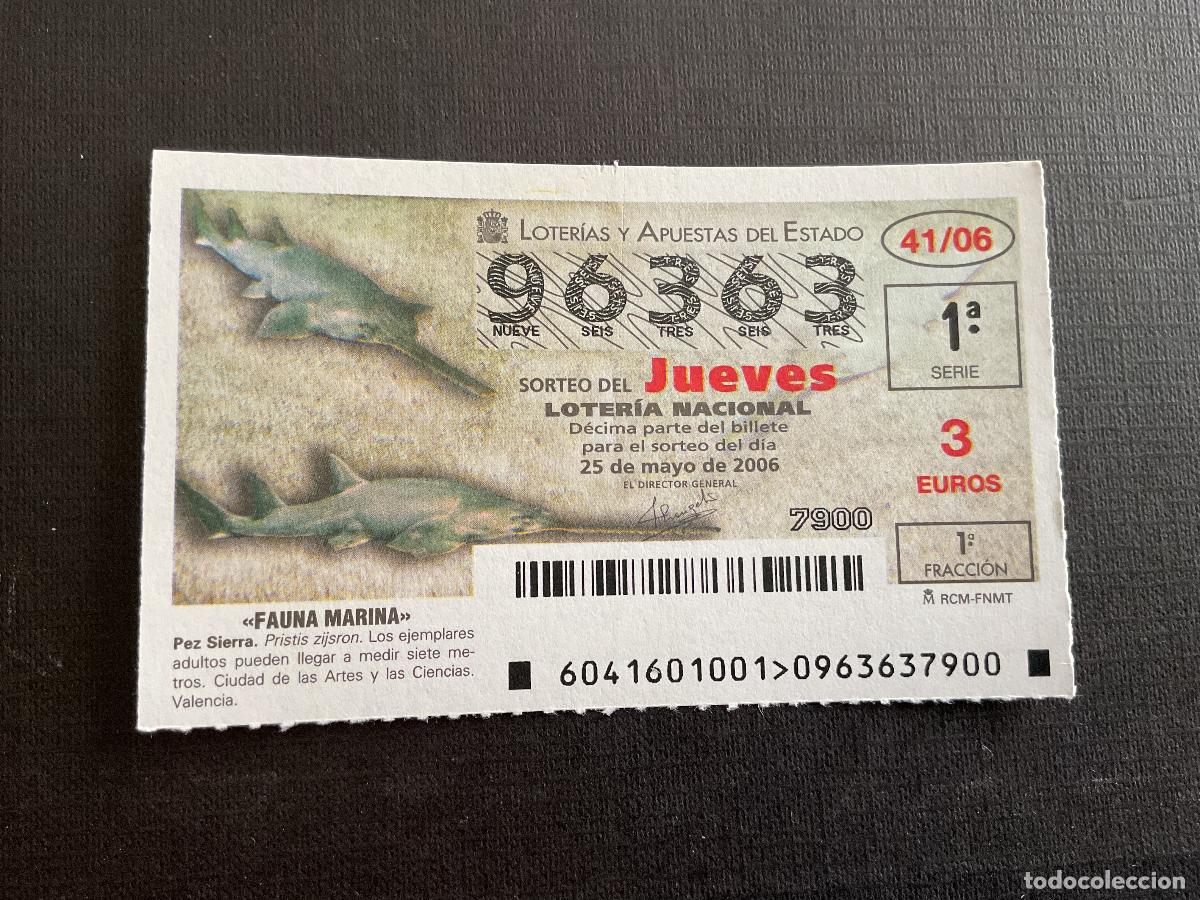 LOTERÍAS Y APUESTAS DEL ESTADO
41/06
96363
NUEVE SEIS TRES SEIS TRES
1ª
SERIE
SORTEO DEL Jueves
LOTERÍA NACIONAL
Décima parte del billete
para el sorteo del día
25 de mayo de 2006
EL DIRECTOR GENERAL
3
EUROS
7900
1ª
FRACCIÓN
RCM-FNMT
«FAUNA MARINA»
Pez Sierra. Pristis zijsron. Los ejemplares
adultos pueden llegar a medir siete me-
tros. Ciudad de las Artes y las Ciencias.
Valencia.
6041601001>0963637900
todocoleccion